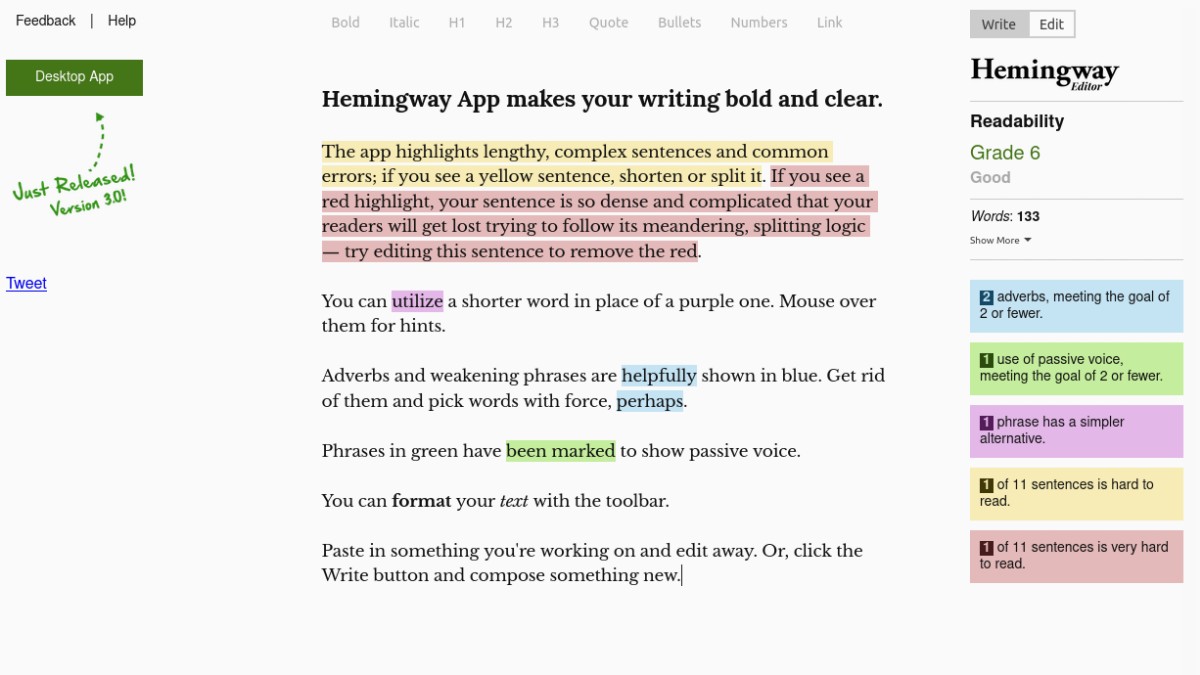 Feedback | Help
Bold Italic H1 H2 H3 Quote Bullets Numbers Link
Write Edit
Desktop App
Just Released!
Version 3.0!
Tweet
Hemingway App makes your writing bold and clear.
The app highlights lengthy, complex sentences and common
errors; if you see a yellow sentence, shorten or split it. If you see a
red highlight, your sentence is so dense and complicated that your
readers will get lost trying to follow its meandering, splitting logic
— try editing this sentence to remove the red.
You can utilize a shorter word in place of a purple one. Mouse over
them for hints.
Adverbs and weakening phrases are helpfully shown in blue. Get rid
of them and pick words with force, perhaps.
Phrases in green have been marked to show passive voice.
You can format your text with the toolbar.
Paste in something you're working on and edit away. Or, click the
Write button and compose something new.
Hemingway
Editor
Readability
Grade 6
Good
Words: 133
Show More
2 adverbs, meeting the goal of
2 or fewer.
1 use of passive voice,
meeting the goal of 2 or fewer.
1 phrase has a simpler
alternative.
1 of 11 sentences is hard to
read.
1 of 11 sentences is very hard
to read.